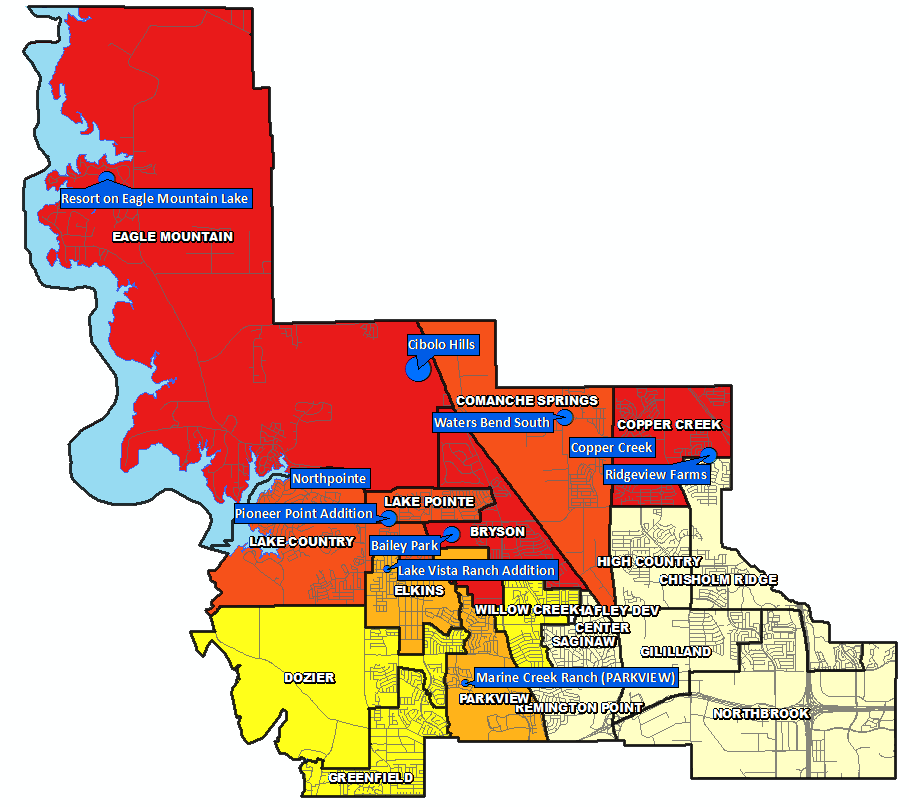 Resort on Eagle Mountain Lake
EAGLE MOUNTAIN
Cibolo Hills
COMANCHE SPRINGS
Waters Bend South
COPPER CREEK
Copper Creek
Ridgeview Farms
Northpointe
LAKE POINTE
Pioneer Point Addition
BRYSON
LAKE COUNTRY
Bailey Park
HIGH COUNTRY
Lake Vista Ranch Addition
CHISHOLM RIDGE
ELKINS
WILLOW CREEK
HAFLEY-DEV
CENTER
SAGINAW
GILILLAND
DOZIER
Marine Creek Ranch (PARKVIEW)
PARKVIEW
REMINGTON POINT
NORTHBROOK
GREENFIELD